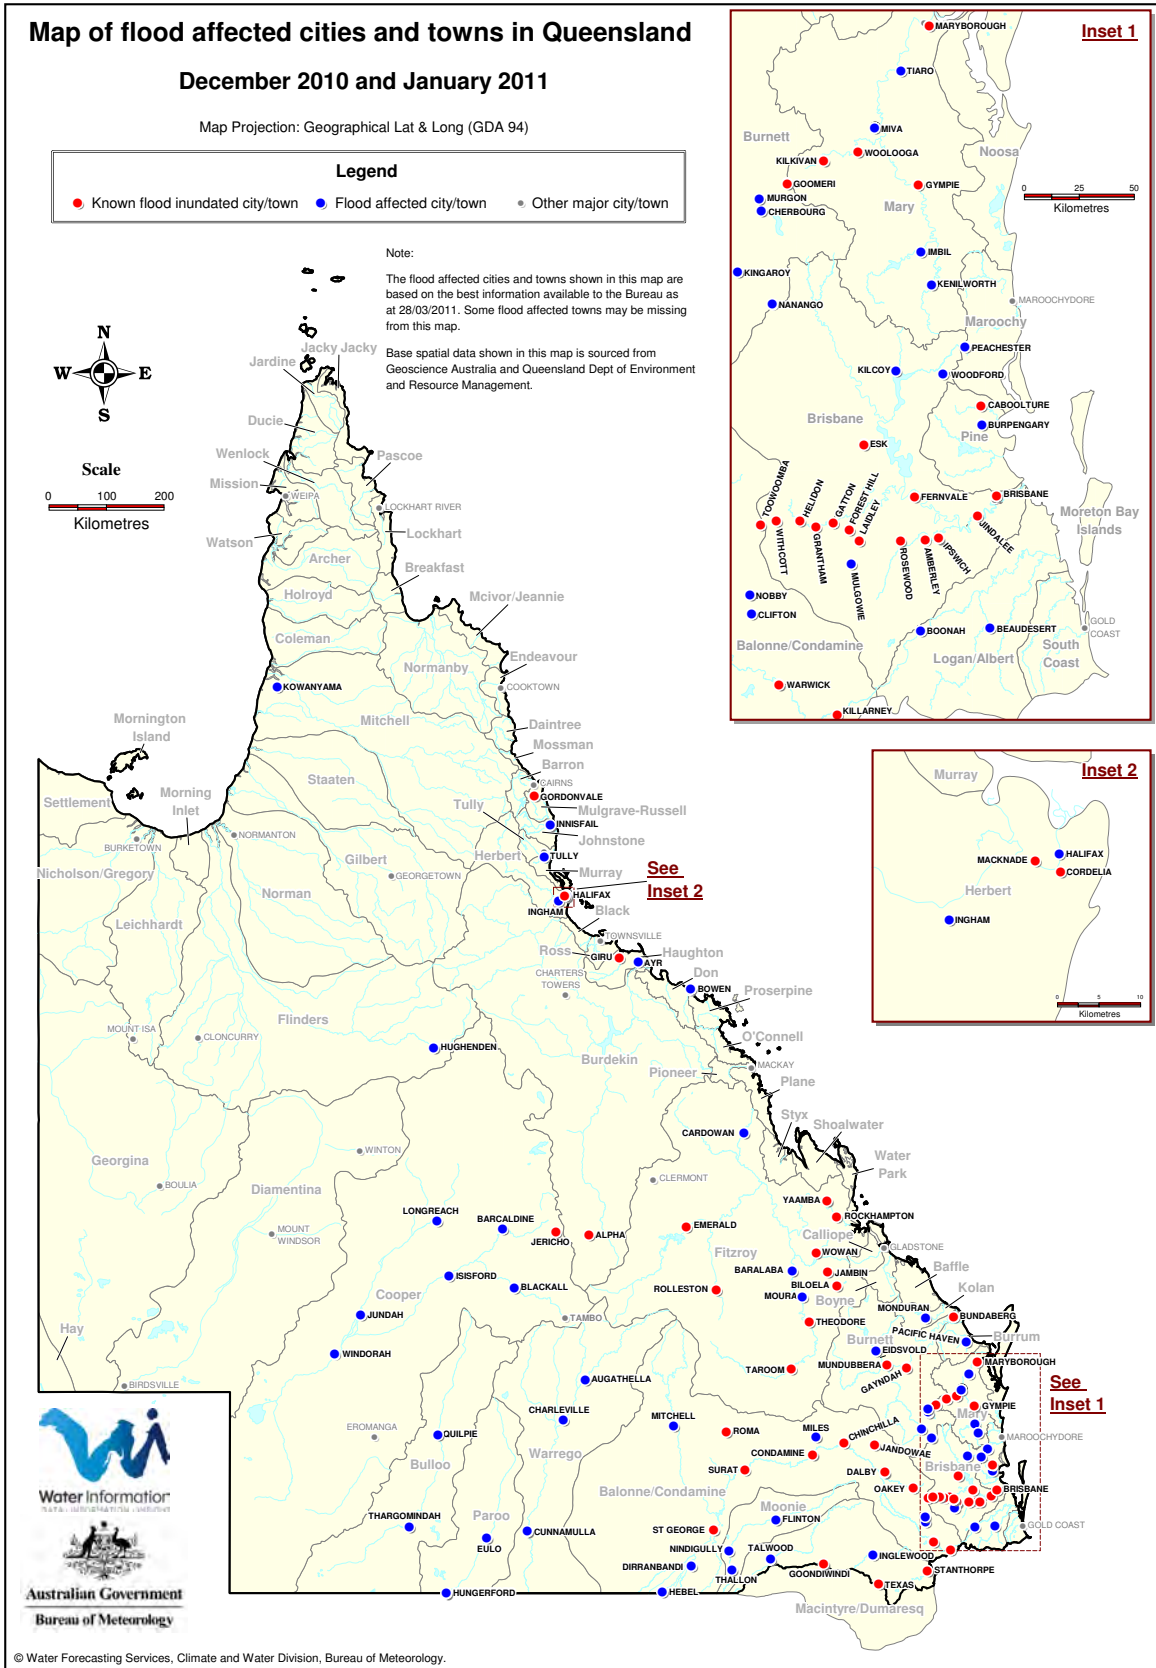 Map of flood affected cities and towns in Queensland
December 2010 and January 2011
Map Projection: Geographical Lat & Long (GDA 94)
Legend
Known flood inundated city/town
Flood affected city/town
Other major city/town
Note:
The flood affected cities and towns shown in this map are
based on the best information available to the Bureau as
at 28/03/2011. Some flood affected towns may be missing
from this map.
Base spatial data shown in this map is sourced from
Geoscience Australia and Queensland Dept of Environment
and Resource Management.
N
W
E
S
Scale
0 100 200
Kilometres
Jacky Jacky
Jardine
Ducie
Wenlock
Pascoe
Mission
WEIPA
LOCKHART RIVER
Watson
Lockhart
Archer
Breakfast
Holroyd
Mcivor/Jeannie
Coleman
Normanby
Endeavour
KOWANYAMA
COOKTOWN
Mitchell
Daintree
Mornington
Island
Mossman
Barron
Staaten
CAIRNS
GORDONVALE
Settlement
Morning
Inlet
Tully
Mulgrave-Russell
INNISFAIL
BURKETOWN
NORMANTON
Johnstone
Gilbert
Herbert
TULLY
Nicholson/Gregory
GEORGETOWN
Murray
See
Inset 2
Norman
HALIFAX
INGHAM
Black
Leichhardt
TOWNSVILLE
Ross
GIRU
Haughton
AYR
CHARTERS
TOWERS
Don
BOWEN
Proserpine
Flinders
MOUNT ISA
CLONCURRY
HUGHENDEN
O'Connell
Burdekin
Pioneer
MACKAY
Plane
CARDOWAN
Styx
Shoalwater
WINTON
Georgina
Water
Park
BOULIA
Diamentina
CLERMONT
YAAMBA
LONGREACH
BARCALDINE
ROCKHAMPTON
MOUNT
WINDSOR
JERICHO
ALPHA
EMERALD
Calliope
Fitzroy
WOWAN
GLADSTONE
BARALABA
JAMBIN
Baffle
ISISFORD
BLACKALL
ROLLESTON
BILOELA
MOURA
Boyne
Kolan
Cooper
JUNDAH
TAMBO
THEODORE
MONDURAN
BUNDABERG
Hay
Burnett
PACIFIC HAVEN
Burrum
WINDORAH
EIDSVOLD
BIRDSVILLE
TAROOM
MUNDUBBERA
GAYNDAH
MARYBOROUGH
See
Inset 1
AUGATHELLA
CHARLEVILLE
MITCHELL
GYMPIE
Mary
EROMANGA
QUILPIE
ROMA
MILES
CHINCHILLA
MAROOCHYDORE
Warrego
CONDAMINE
JANDOWAE
Bulloo
SURAT
DALBY
Brisbane
Balonne/Condamine
OAKEY
BRISBANE
Moonie
Paroo
FLINTON
THARGOMINDAH
ST GEORGE
GOLD COAST
EULO
CUNNAMULLA
NINDIGULLY
TALWOOD
INGLEWOOD
DIRRANBANDI
THALLON
GOONDIWINDI
STANTHORPE
TEXAS
HUNGERFORD
HEBEL
Macintyre/Dumaresq
Water Information
DATA • INFORMATION • INSIGHT
Australian Government
Bureau of Meteorology
© Water Forecasting Services, Climate and Water Division, Bureau of Meteorology.
Inset 1
MARYBOROUGH
TIARO
MIVA
Burnett
WOOLOOGA
Noosa
KILKIVAN
GOOMERI
GYMPIE
0 25 50
Kilometres
MURGON
CHERBOURG
Mary
IMBIL
KINGAROY
KENILWORTH
NANANGO
MAROOCHYDORE
Maroochy
PEACHESTER
KILCOY
WOODFORD
CABOOLTURE
Brisbane
BURPENGARY
Pine
ESK
TOOWOOMBA
WITHCOTT
HELIDON
GRANTHAM
GATTON
FOREST HILL
LAIDLEY
FERNVALE
BRISBANE
Moreton Bay
Islands
JINDALEE
MULGOWIE
ROSEWOOD
AMBERLEY
IPSWICH
NOBBY
CLIFTON
BOONAH
BEAUDESERT
GOLD
COAST
Balonne/Condamine
Logan/Albert
South
Coast
WARWICK
KILLARNEY
Inset 2
Murray
HALIFAX
MACKNADE
CORDELIA
Herbert
INGHAM
0 5 10
Kilometres